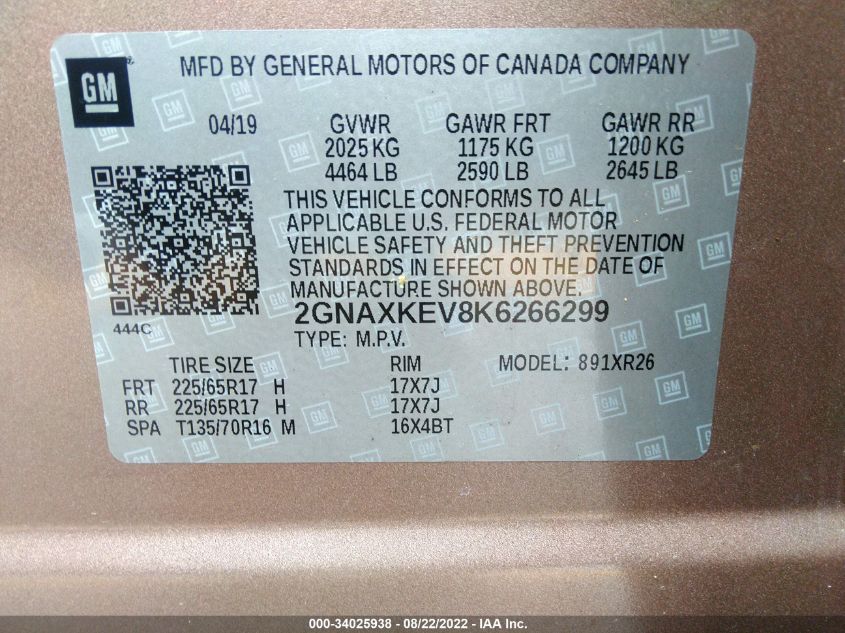 GM
MFD BY GENERAL MOTORS OF CANADA COMPANY
04/19 GVWR GAWR FRT GAWR RR
2025 KG 1175 KG 1200 KG
4464 LB 2590 LB 2645 LB
THIS VEHICLE CONFORMS TO ALL
APPLICABLE U.S. FEDERAL MOTOR
VEHICLE SAFETY AND THEFT PREVENTION
STANDARDS IN EFFECT ON THE DATE OF
MANUFACTURE SHOWN ABOVE.
444C
2GNAXKEV8K6266299
TYPE: M.P.V.
TIRE SIZE RIM MODEL: 891XR26
FRT 225/65R17 H 17X7J
RR 225/65R17 H 17X7J
SPA T135/70R16 M 16X4BT
000-34025938 - 08/22/2022 - IAA Inc.